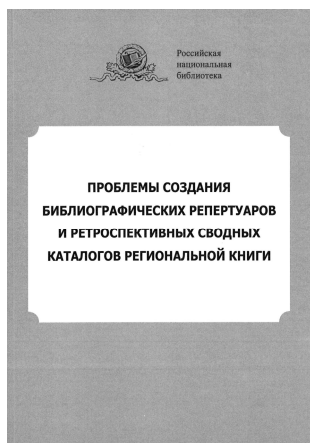 Российская
национальная
библиотека
ПРОБЛЕМЫ СОЗДАНИЯ
БИБЛИОГРАФИЧЕСКИХ РЕПЕРТУАРОВ
И РЕТРОСПЕКТИВНЫХ СВОДНЫХ
КАТАЛОГОВ РЕГИОНАЛЬНОЙ КНИГИ